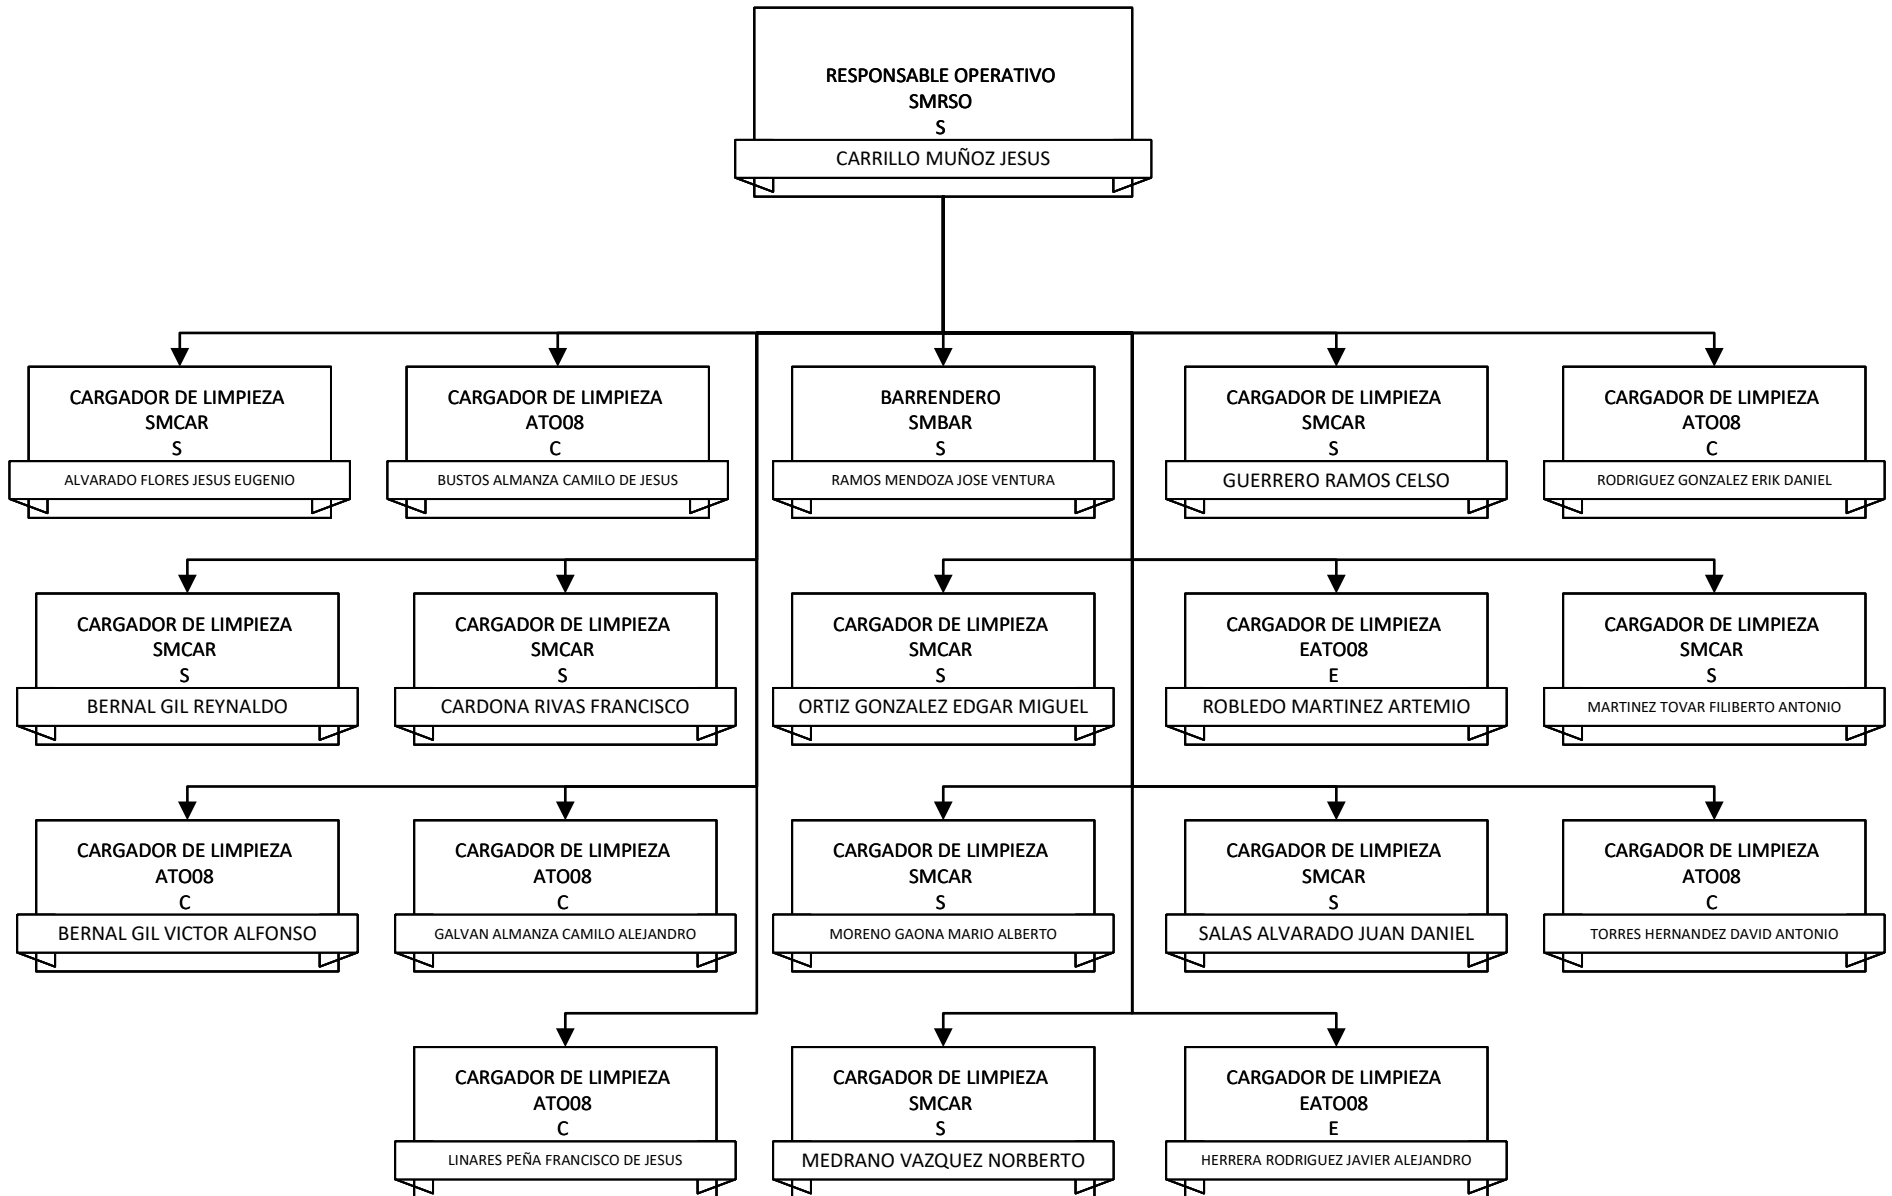 RESPONSABLE OPERATIVO
SMRSO
S
CARRILLO MUÑOZ JESUS
CARGADOR DE LIMPIEZA
SMCAR
S
ALVARADO FLORES JESUS EUGENIO
CARGADOR DE LIMPIEZA
ATO08
C
BUSTOS ALMANZA CAMILO DE JESUS
BARRENDERO
SMBAR
S
RAMOS MENDOZA JOSE VENTURA
CARGADOR DE LIMPIEZA
SMCAR
S
GUERRERO RAMOS CELSO
CARGADOR DE LIMPIEZA
ATO08
C
RODRIGUEZ GONZALEZ ERIK DANIEL
CARGADOR DE LIMPIEZA
SMCAR
S
BERNAL GIL REYNALDO
CARGADOR DE LIMPIEZA
SMCAR
S
CARDONA RIVAS FRANCISCO
CARGADOR DE LIMPIEZA
SMCAR
S
ORTIZ GONZALEZ EDGAR MIGUEL
CARGADOR DE LIMPIEZA
EATO08
E
ROBLEDO MARTINEZ ARTEMIO
CARGADOR DE LIMPIEZA
SMCAR
S
MARTINEZ TOVAR FILIBERTO ANTONIO
CARGADOR DE LIMPIEZA
ATO08
C
BERNAL GIL VICTOR ALFONSO
CARGADOR DE LIMPIEZA
ATO08
C
GALVAN ALMANZA CAMILO ALEJANDRO
CARGADOR DE LIMPIEZA
SMCAR
S
MORENO GAONA MARIO ALBERTO
CARGADOR DE LIMPIEZA
SMCAR
S
SALAS ALVARADO JUAN DANIEL
CARGADOR DE LIMPIEZA
ATO08
C
TORRES HERNANDEZ DAVID ANTONIO
CARGADOR DE LIMPIEZA
ATO08
C
LINARES PEÑA FRANCISCO DE JESUS
CARGADOR DE LIMPIEZA
SMCAR
S
MEDRANO VAZQUEZ NORBERTO
CARGADOR DE LIMPIEZA
EATO08
E
HERRERA RODRIGUEZ JAVIER ALEJANDRO